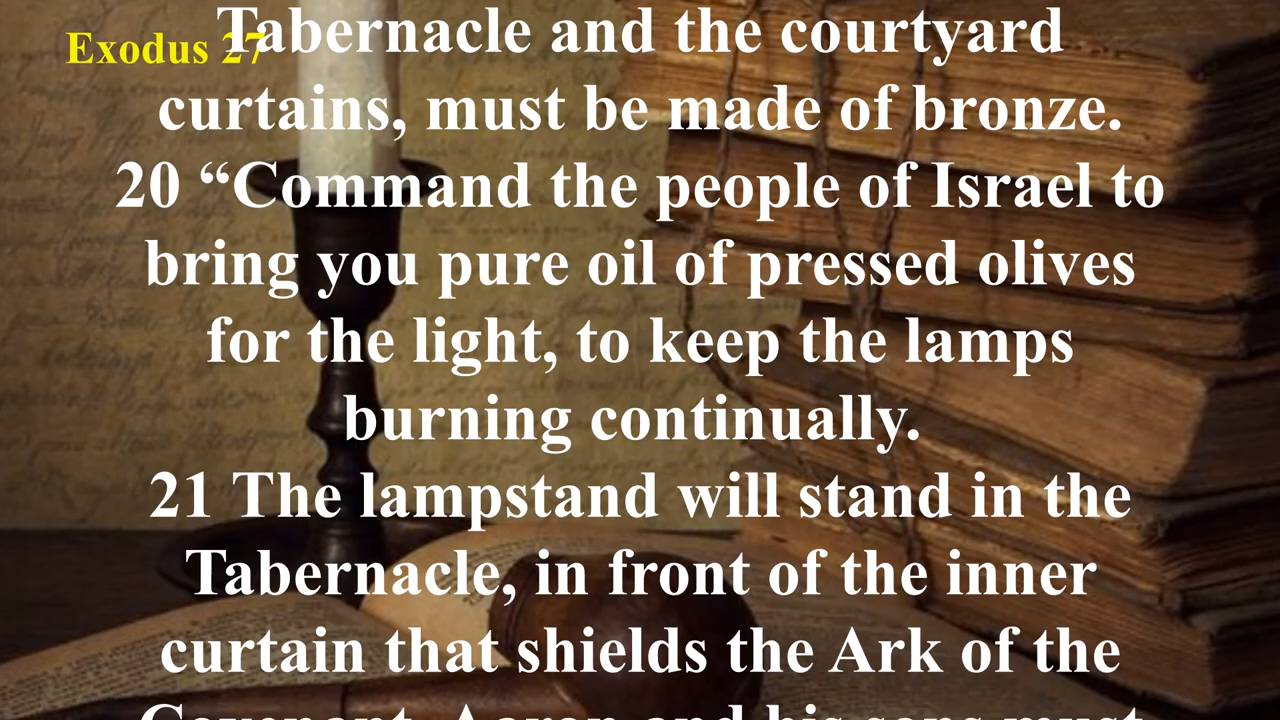 Exodus 27
Tabernacle and the courtyard
curtains, must be made of bronze.
20 “Command the people of Israel to
bring you pure oil of pressed olives
for the light, to keep the lamps
burning continually.
21 The lampstand will stand in the
Tabernacle, in front of the inner
curtain that shields the Ark of the
Covenant. Aaron and his sons must